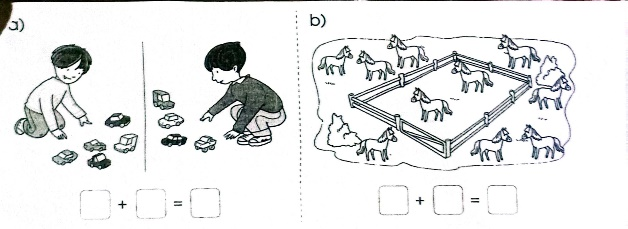 a)
b)
+ =
+ =